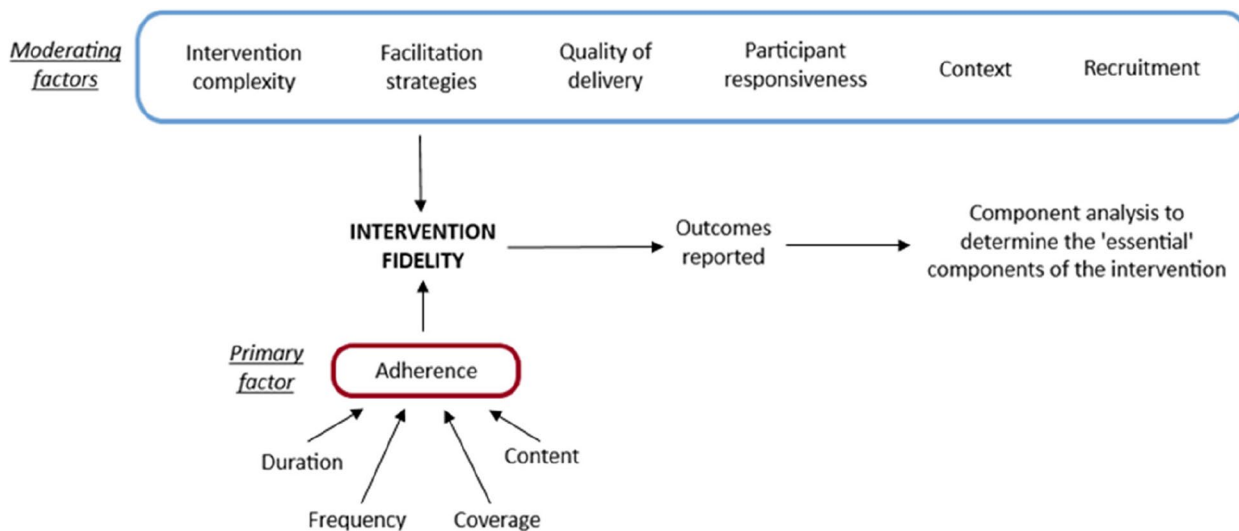 Moderating
factors
Intervention
complexity
Facilitation
strategies
Quality of
delivery
Participant
responsiveness
Context
Recruitment
INTERVENTION
FIDELITY
Outcomes
reported
Component analysis to
determine the 'essential'
components of the intervention
Primary
factor
Adherence
Duration
Content
Frequency
Coverage